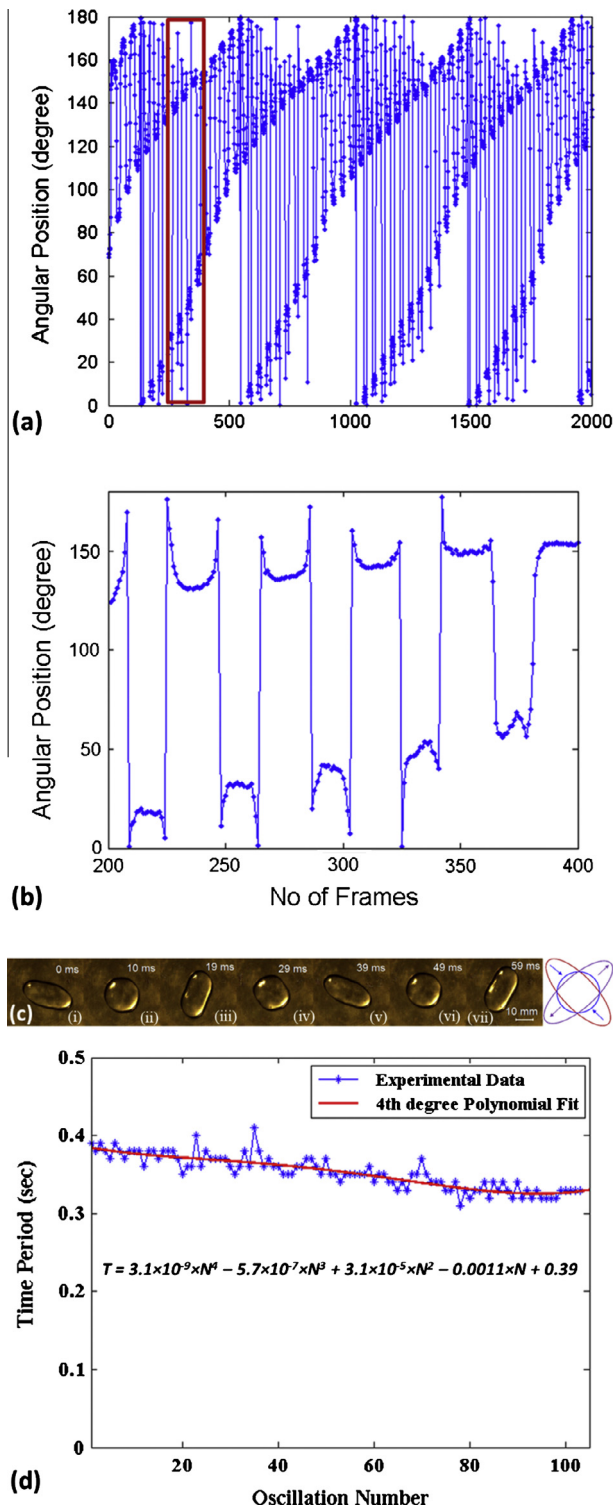 180
160
140
120
100
80
60
40
20
0
Angular Position (degree)
0 500 1000 1500 2000
(a)
150
100
50
0
Angular Position (degree)
200 250 300 350 400
No of Frames
(b)
0 ms 10 ms 19 ms 29 ms 39 ms 49 ms 59 ms
(c) (i) (ii) (iii) (iv) (v) (vi) (vii) 10 mm
0.5
0.4
0.3
0.2
0.1
0
Time Period (sec)
Experimental Data
4th degree Polynomial Fit
T = 3.1×10⁻⁹×N⁴ − 5.7×10⁻⁷×N³ + 3.1×10⁻⁵×N² − 0.0011×N + 0.39
20 40 60 80 100
Oscillation Number
(d)